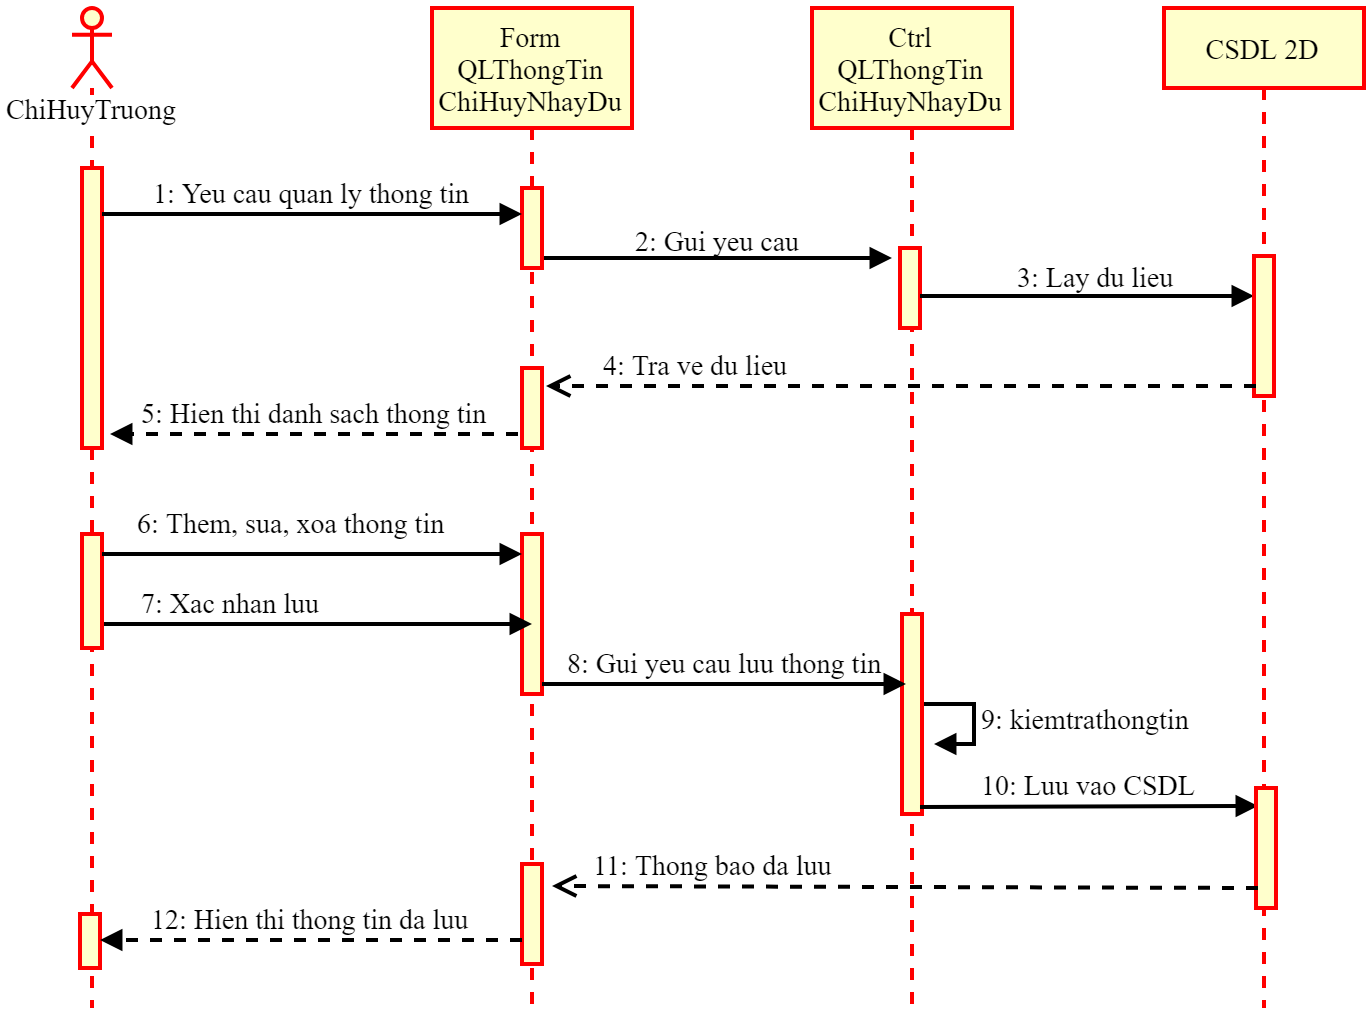 ChiHuyTruong
Form
QLThongTin
ChiHuyNhayDu
Ctrl
QLThongTin
ChiHuyNhayDu
CSDL 2D
1: Yeu cau quan ly thong tin
2: Gui yeu cau
3: Lay du lieu
4: Tra ve du lieu
5: Hien thi danh sach thong tin
6: Them, sua, xoa thong tin
7: Xac nhan luu
8: Gui yeu cau luu thong tin
9: kiemtrathongtin
10: Luu vao CSDL
11: Thong bao da luu
12: Hien thi thong tin da luu